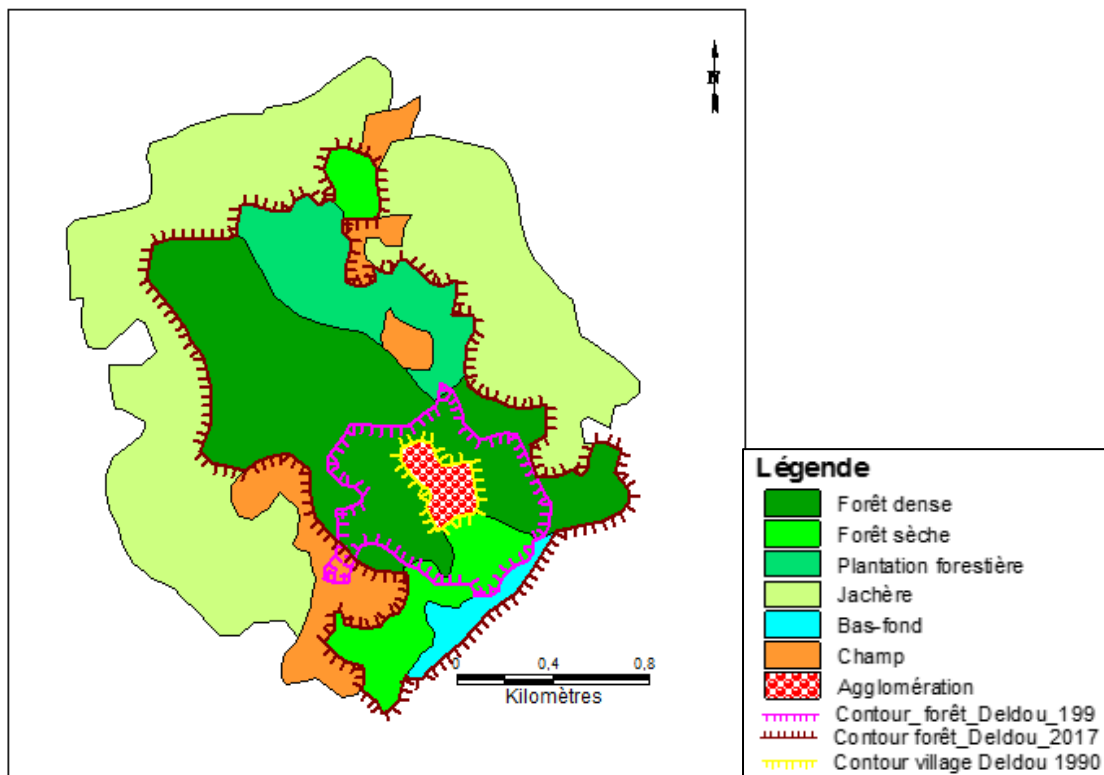 N
0 0,4 0,8
Kilomètres
Légende
Forêt dense
Forêt sèche
Plantation forestière
Jachère
Bas-fond
Champ
Agglomération
Contour_forêt_Deldou_199
Contour forêt_Deldou_2017
Contour village Deldou 1990